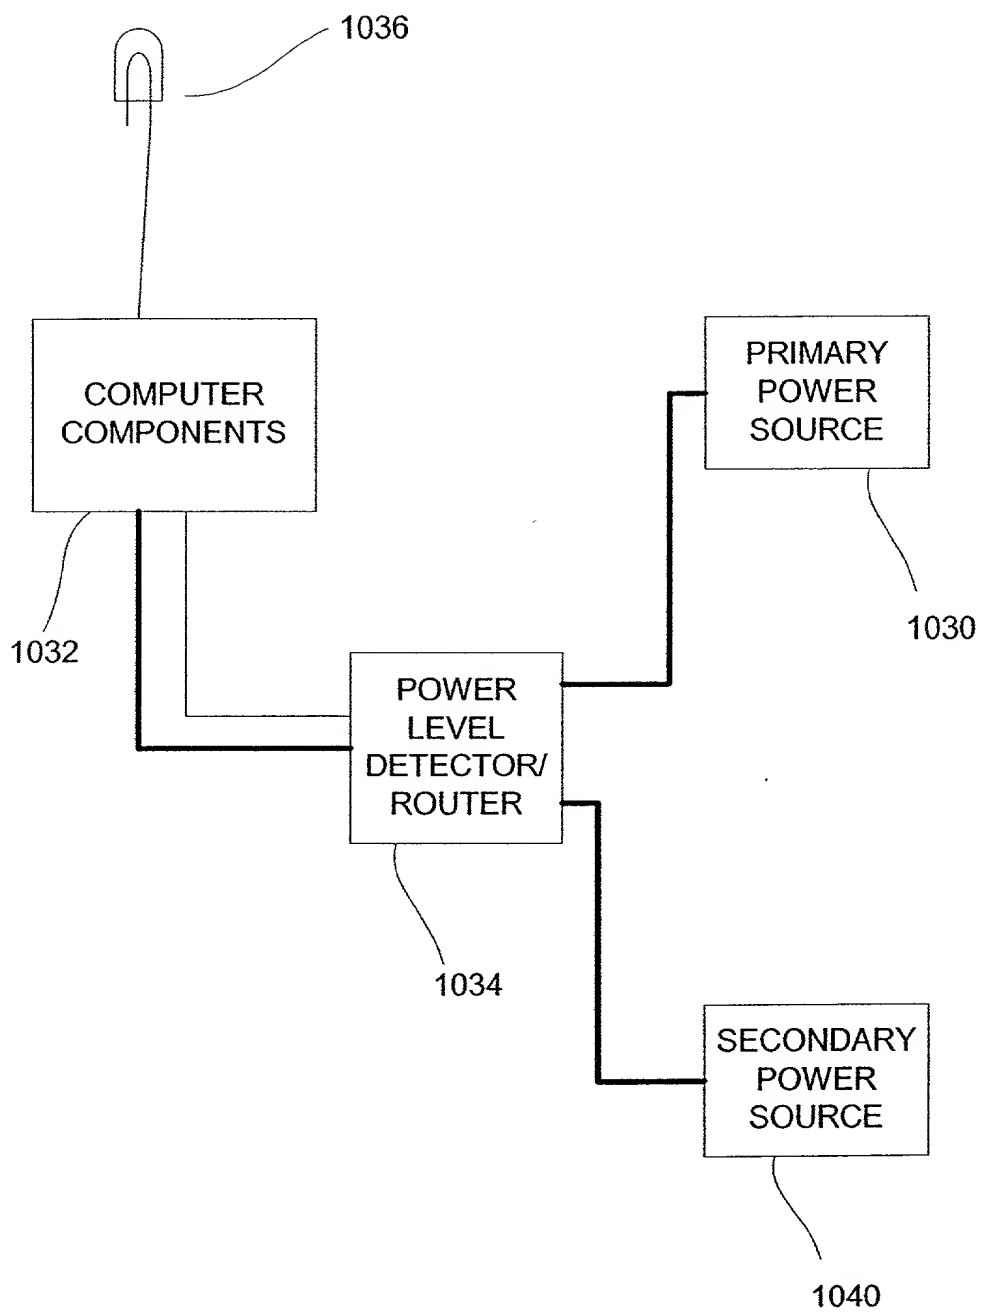 1036
COMPUTER
COMPONENTS
PRIMARY
POWER
SOURCE
1032
1030
POWER
LEVEL
DETECTOR/
ROUTER
1034
SECONDARY
POWER
SOURCE
1040